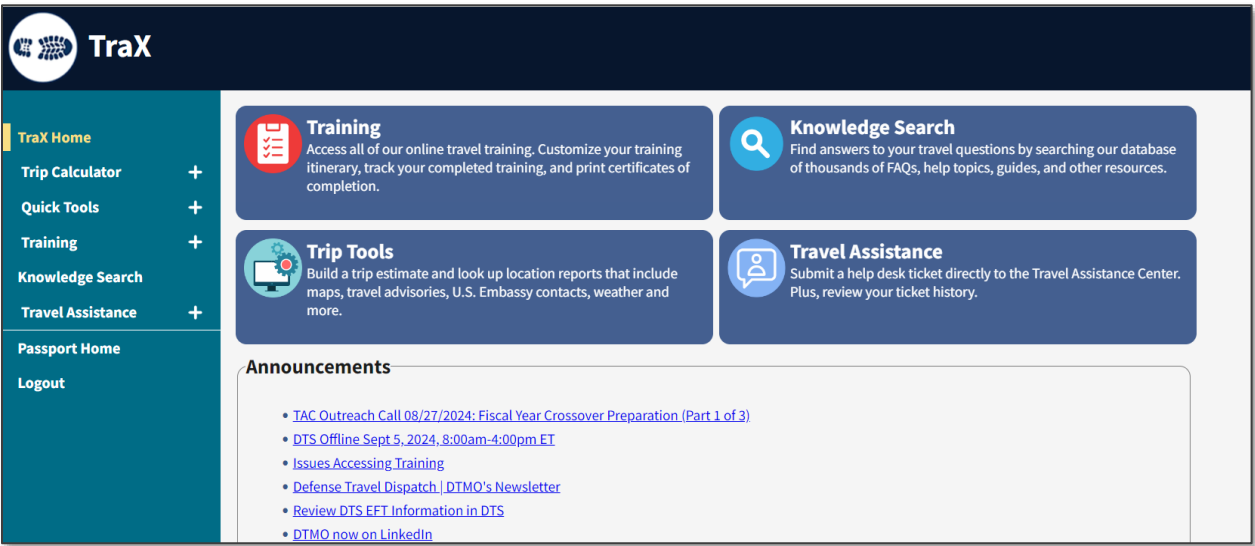 TraX
TraX Home
Trip Calculator +
Quick Tools +
Training +
Knowledge Search
Travel Assistance +
Passport Home
Logout
Training
Access all of our online travel training. Customize your training
itinerary, track your completed training, and print certificates of
completion.
Knowledge Search
Find answers to your travel questions by searching our database
of thousands of FAQs, help topics, guides, and other resources.
Trip Tools
Build a trip estimate and look up location reports that include
maps, travel advisories, U.S. Embassy contacts, weather and
more.
Travel Assistance
Submit a help desk ticket directly to the Travel Assistance Center.
Plus, review your ticket history.
Announcements
• TAC Outreach Call 08/27/2024: Fiscal Year Crossover Preparation (Part 1 of 3)
• DTS Offline Sept 5, 2024, 8:00am-4:00pm ET
• Issues Accessing Training
• Defense Travel Dispatch | DTMO's Newsletter
• Review DTS EFT Information in DTS
• DTMO now on LinkedIn